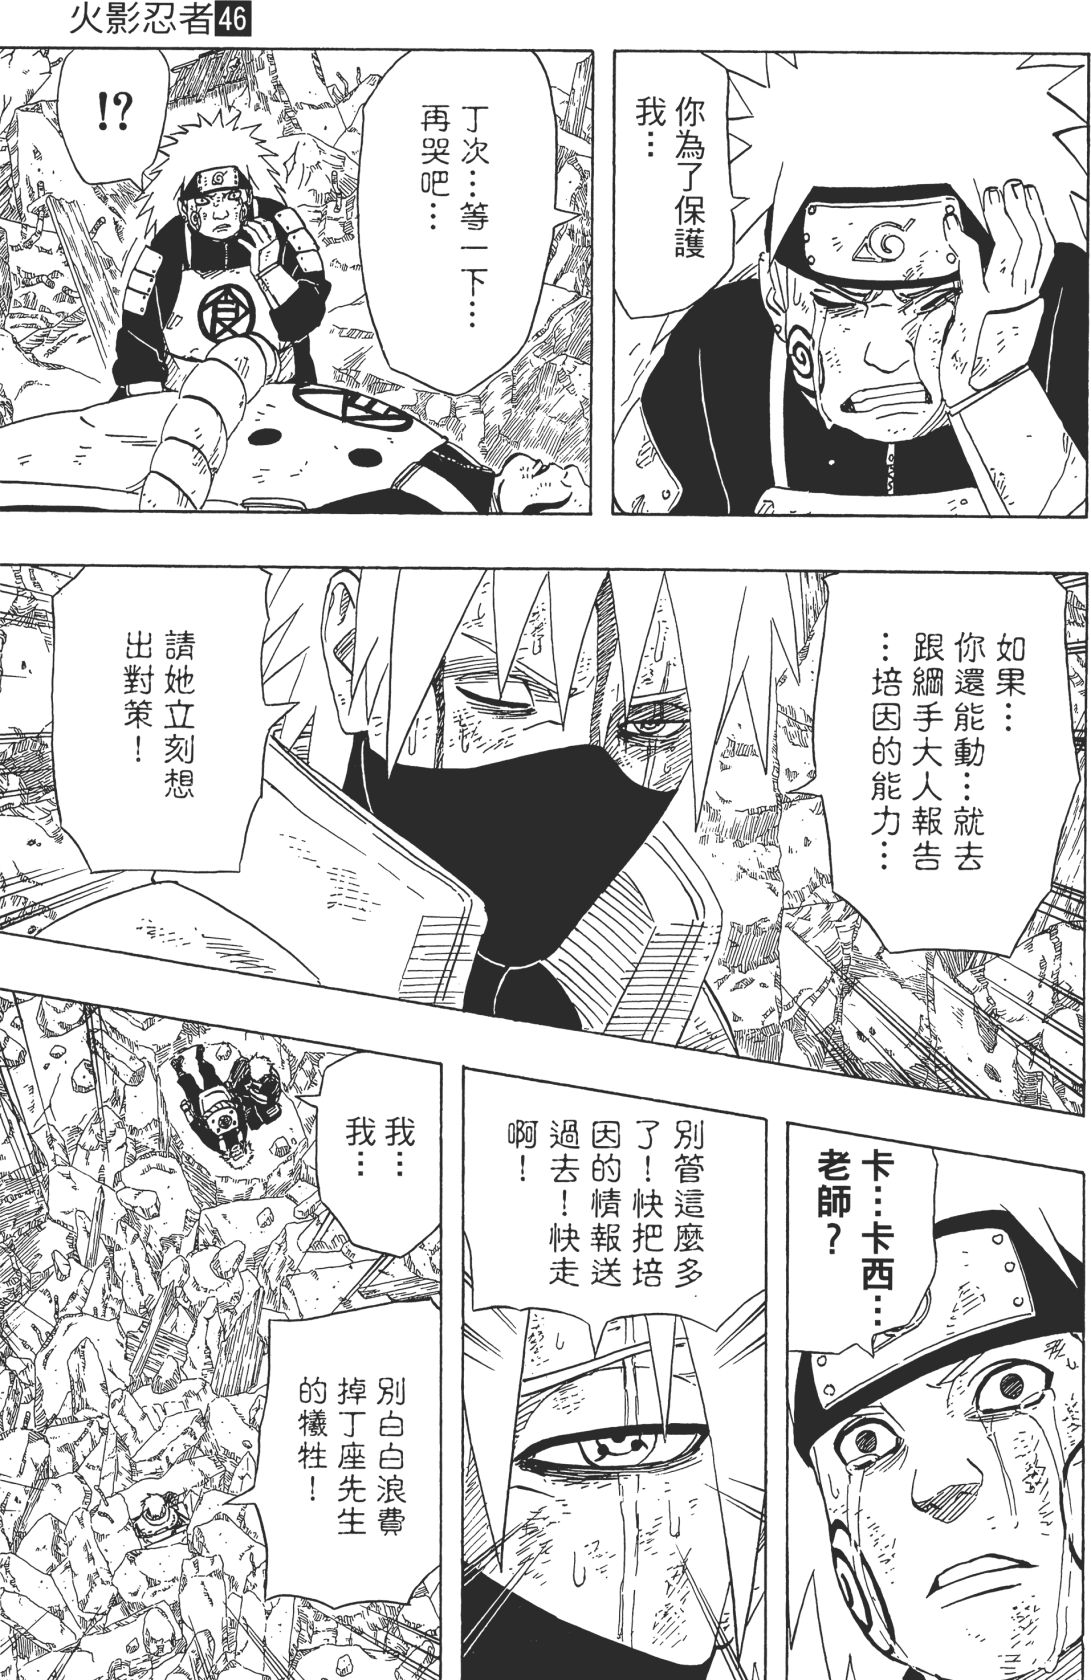 火影忍者46
你為了保護
我…
丁次…等一下…
再哭吧…
!?
食
如果…
你還能動…就去
跟綱手大人報告
…培因的能力…
請她立刻想
出對策！
卡…卡西…
老師？
別管這麼多
了！快把培
因的情報送
過去！快走
啊！
我…
我…
別白白浪費
掉丁座先生
的犧牲！